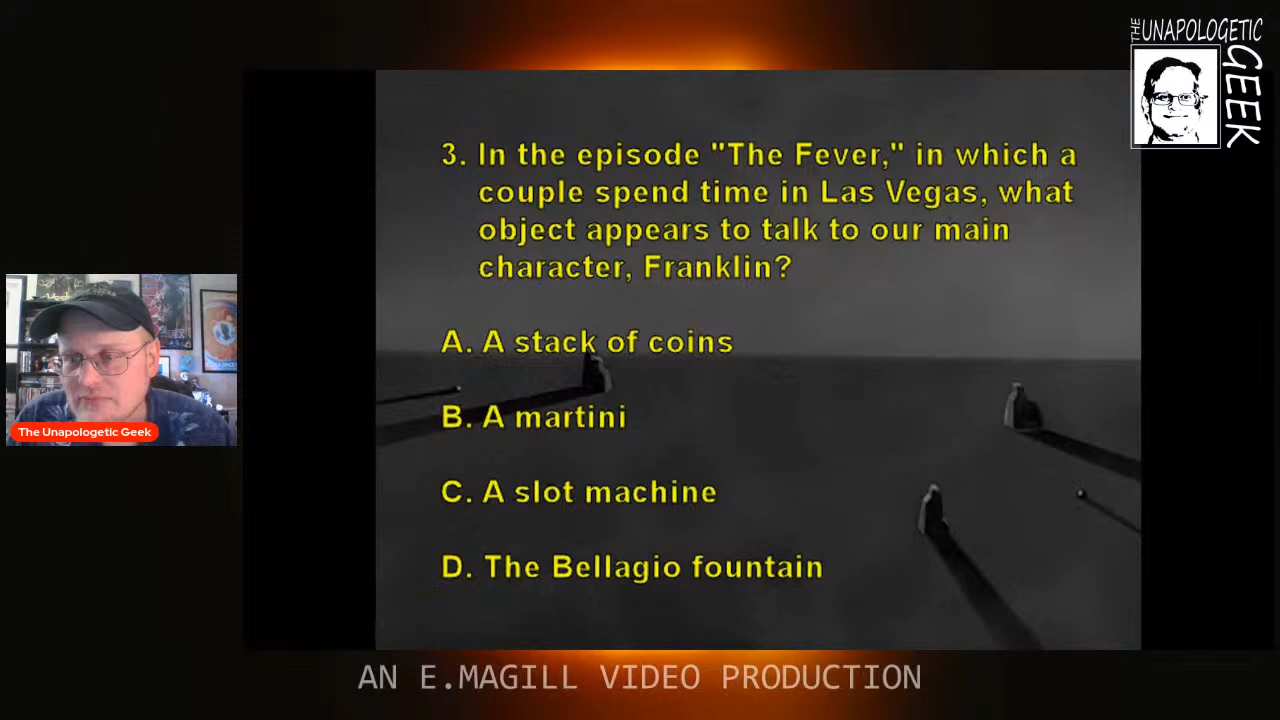 THE
UNAPOLOGETIC
GEEK
3. In the episode "The Fever," in which a
couple spend time in Las Vegas, what
object appears to talk to our main
character, Franklin?
A. A stack of coins
B. A martini
C. A slot machine
D. The Bellagio fountain
The Unapologetic Geek
AN E.MAGILL VIDEO PRODUCTION